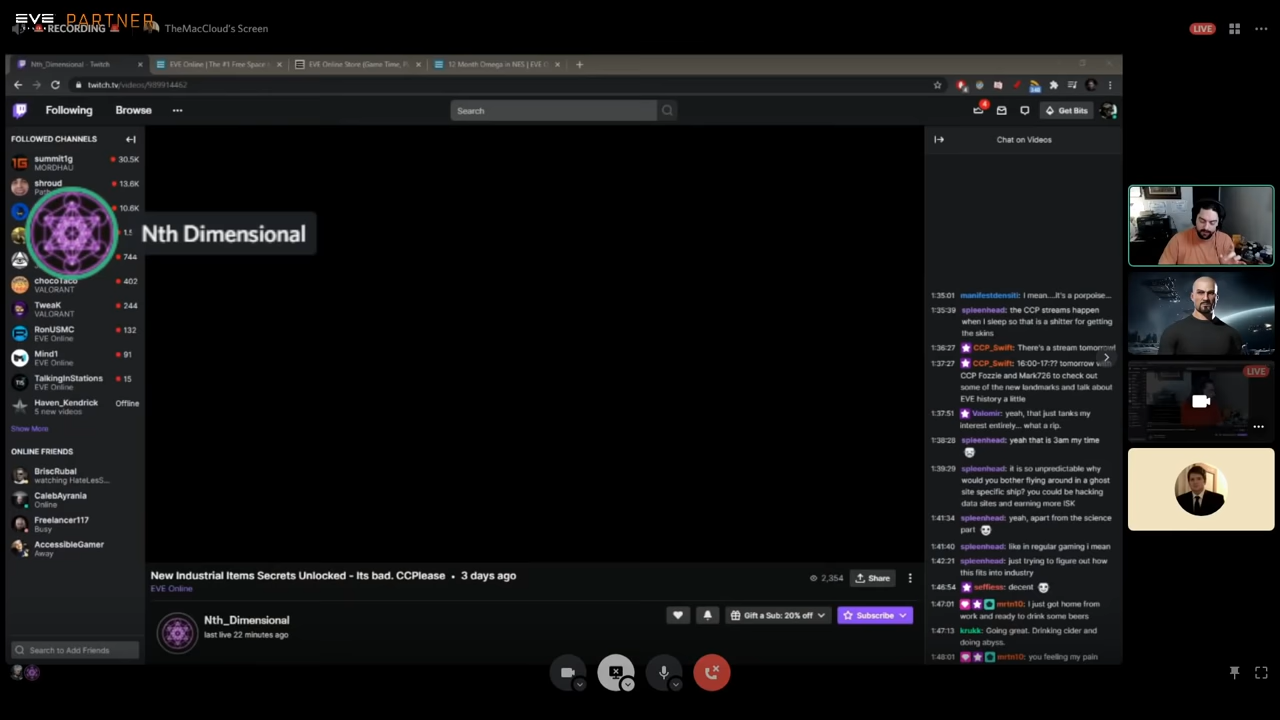 EVE PARTNER
RECORDING
TheMacCloud's Screen
LIVE
Nth_Dimensional - Twitch
EVE Online | The #1 Free Space
EVE Online Store (Game Time, P
12 Month Omega in NES | EVE O
twitch.tv/videos/989914462
Following
Browse
Search
4
Get Bits
FOLLOWED CHANNELS
summit1g
30.5K
MORDHAU
shroud
13.6K
10.6K
Nth Dimensional
744
chocoTaco
402
VALORANT
TweaK
244
VALORANT
RonUSMC
132
EVE Online
Mind1
91
EVE Online
TalkingInStations
15
EVE Online
Haven_Kendrick
Offline
5 new videos
Show More
ONLINE FRIENDS
BriscRubal
watching HateLesS...
CalebAyrania
Online
Freelancer117
Busy
AccessibleGamer
Away
Search to Add Friends
New Industrial Items Secrets Unlocked - Its bad. CCPlease • 3 days ago
EVE Online
2,354
Share
Nth_Dimensional
last live 22 minutes ago
Gift a Sub: 20% off
Subscribe
Chat on Videos
1:35:01 manifestdensiti: I mean....it's a porpoise...
1:35:39 spleenhead: the CCP streams happen
when I sleep so that is a shitter for getting
the skins
1:36:27 CCP_Swift: There's a stream tomorrow!
1:37:27 CCP_Swift: 16:00-17:?? tomorrow with
CCP Fozzie and Mark726 to check out
some of the new landmarks and talk about
EVE history a little
1:37:51 Valomir: yeah, that just tanks my
interest entirely... what a rip.
1:38:28 spleenhead: yeah that is 3am my time
1:39:29 spleenhead: it is so unpredictable why
would you bother flying around in a ghost
site specific ship? you could be hacking
data sites and earning more ISK
1:41:34 spleenhead: yeah, apart from the science
part
1:41:40 spleenhead: like in regular gaming i mean
1:42:21 spleenhead: just trying to figure out how
this fits into industry
1:46:54 seffiess: decent
1:47:01 mrtn10: I just got home from
work and ready to drink some beers
1:47:13 krukk: Going great. Drinking cider and
doing abyss.
1:48:01 mrtn10: you feeling my pain
LIVE